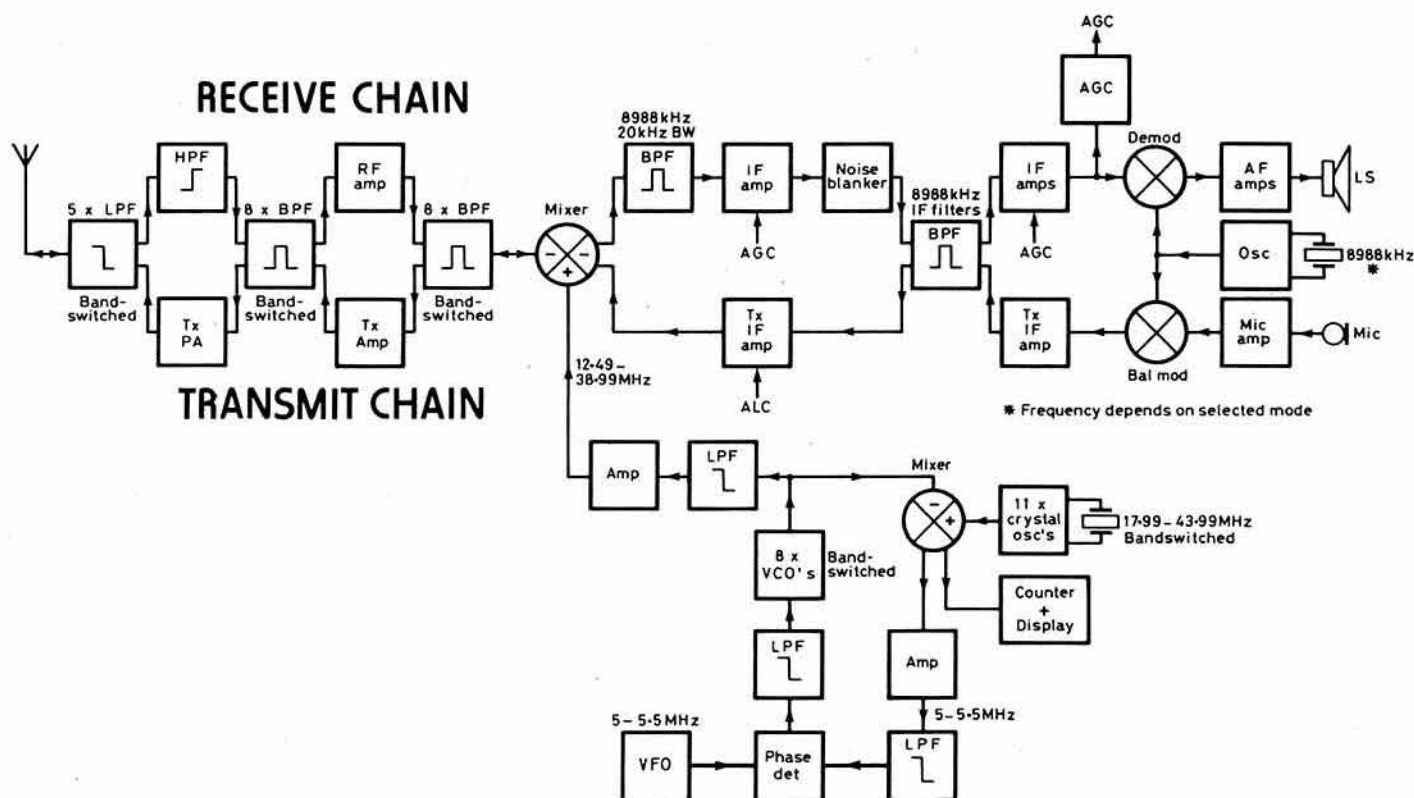 AGC
AGC
RECEIVE CHAIN
8988kHz
20kHz BW
Demod
HPF
RF
amp
BPF
IF
amp
Noise
blanker
IF
amps
AF
amps
LS
5 x LPF
8 x BPF
8 x BPF
Mixer
8988kHz
IF filters
BPF
AGC
AGC
Osc
8988kHz
*
Band-
switched
Band-
switched
Band-
switched
Tx
PA
Tx
Amp
Tx
IF
amp
Tx
IF
amp
Mic
amp
Mic
Bal mod
12·49–
38·99MHz
TRANSMIT CHAIN
ALC
* Frequency depends on selected mode
Amp
LPF
Mixer
11 x
crystal
osc's
17·99–43·99MHz
Bandswitched
8 x
VCO's
Band-
switched
Counter
+
Display
LPF
Amp
5–5·5MHz
5–5·5MHz
VFO
Phase
det
LPF